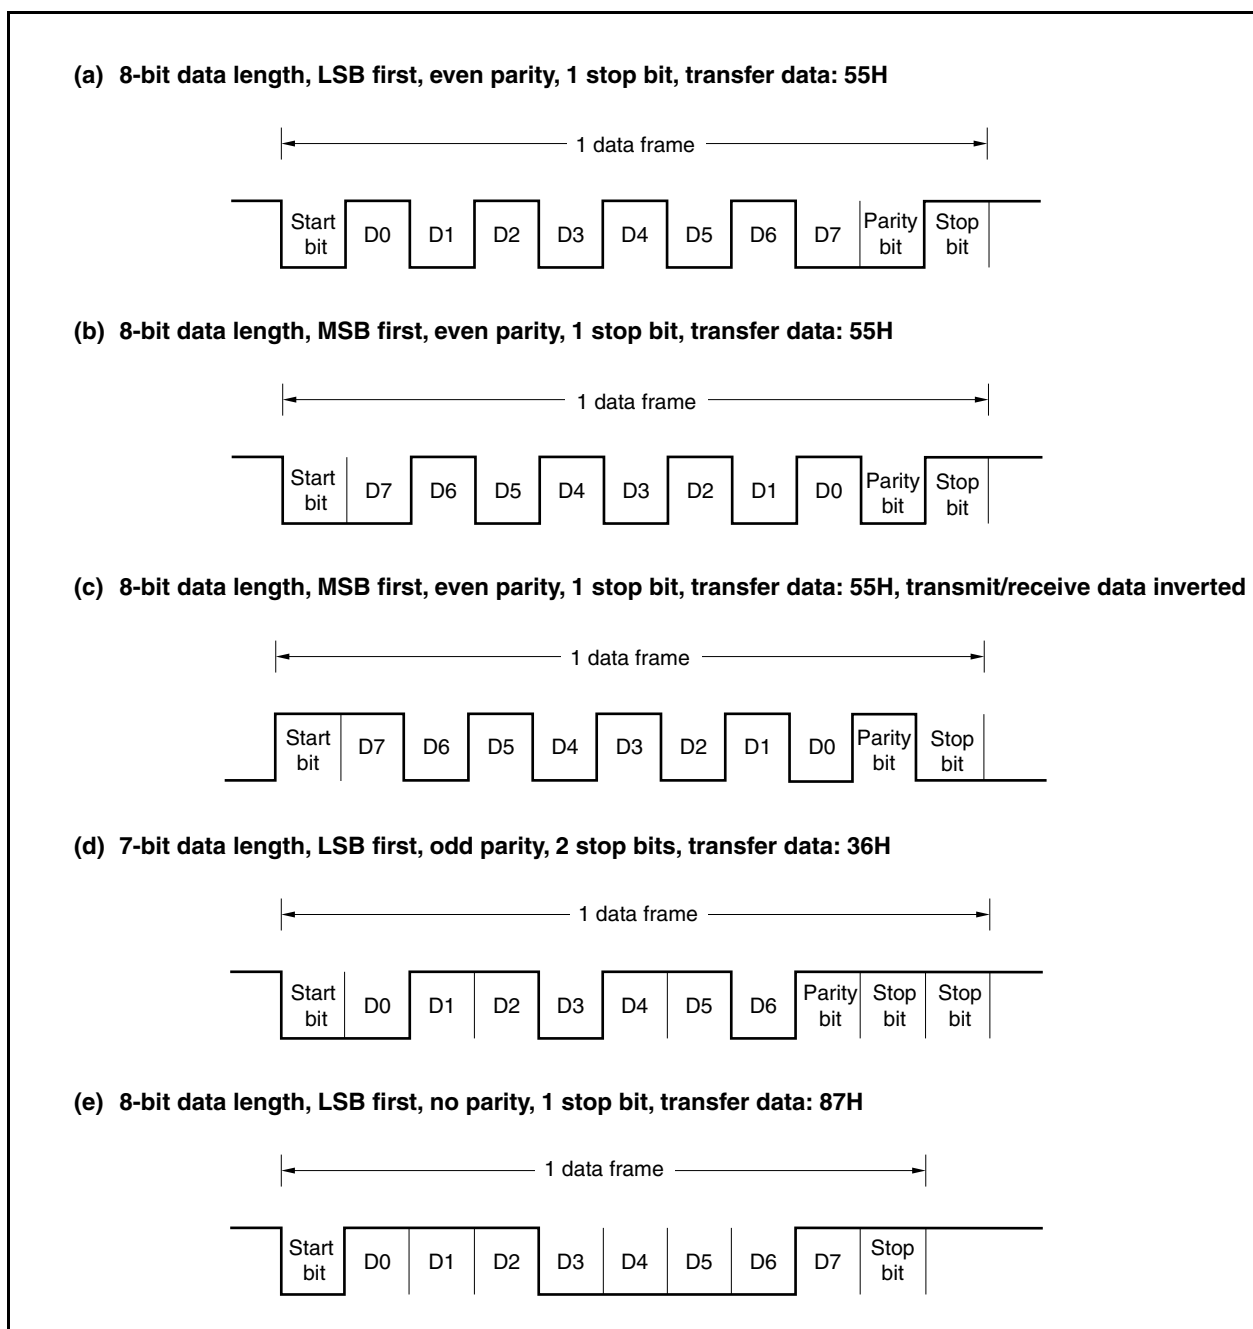 (a) 8-bit data length, LSB first, even parity, 1 stop bit, transfer data: 55H
1 data frame
Start bit D0 D1 D2 D3 D4 D5 D6 D7 Parity bit Stop bit
(b) 8-bit data length, MSB first, even parity, 1 stop bit, transfer data: 55H
1 data frame
Start bit D7 D6 D5 D4 D3 D2 D1 D0 Parity bit Stop bit
(c) 8-bit data length, MSB first, even parity, 1 stop bit, transfer data: 55H, transmit/receive data inverted
1 data frame
Start bit D7 D6 D5 D4 D3 D2 D1 D0 Parity bit Stop bit
(d) 7-bit data length, LSB first, odd parity, 2 stop bits, transfer data: 36H
1 data frame
Start bit D0 D1 D2 D3 D4 D5 D6 Parity bit Stop bit Stop bit
(e) 8-bit data length, LSB first, no parity, 1 stop bit, transfer data: 87H
1 data frame
Start bit D0 D1 D2 D3 D4 D5 D6 D7 Stop bit